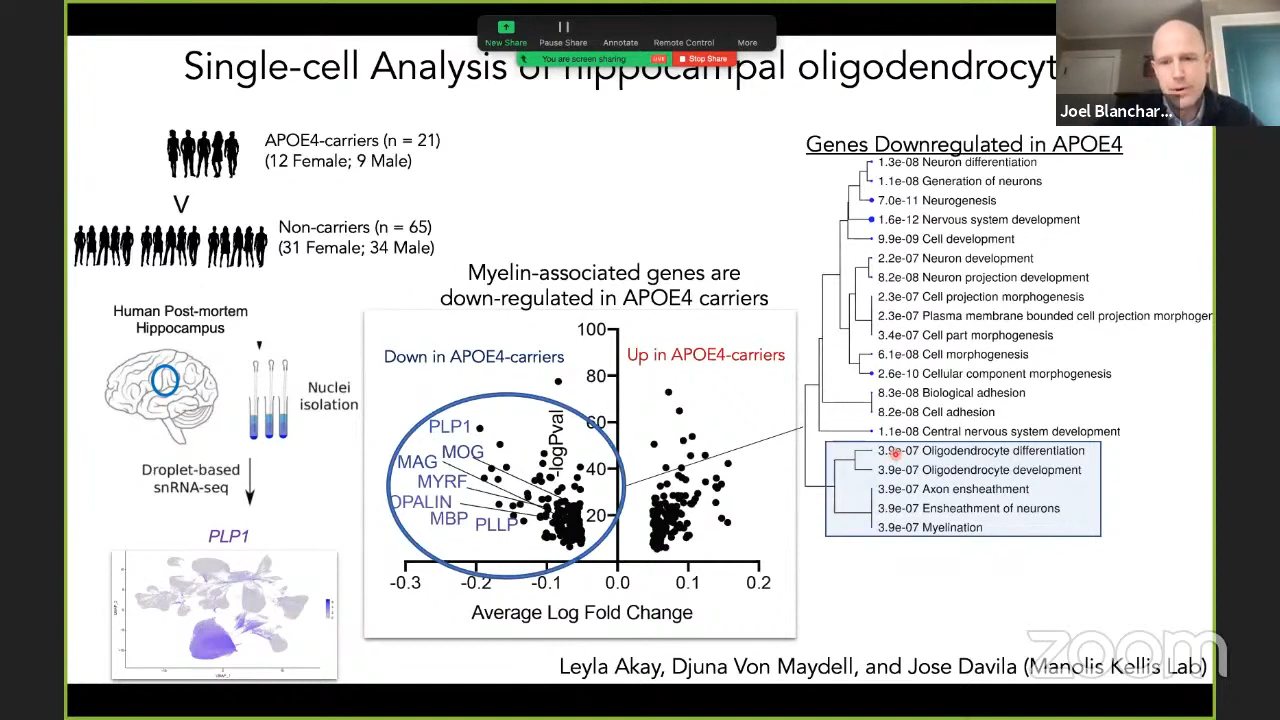 New Share
Pause Share
Annotate
Remote Control
More
You are screen sharing
LIVE
Stop Share
Joel Blanchar...
Single-cell Analysis of hippocampal oligodendrocyt
APOE4-carriers (n = 21)
(12 Female; 9 Male)
V
Non-carriers (n = 65)
(31 Female; 34 Male)
Human Post-mortem
Hippocampus
Nuclei
isolation
Droplet-based
snRNA-seq
PLP1
Myelin-associated genes are
down-regulated in APOE4 carriers
Down in APOE4-carriers
Up in APOE4-carriers
100
80
60
40
20
-logPval
PLP1
MOG
MAG
MYRF
OPALIN
MBP
PLLP
-0.3
-0.2
-0.1
0.0
0.1
0.2
Average Log Fold Change
Genes Downregulated in APOE4
1.3e-08 Neuron differentiation
1.1e-08 Generation of neurons
7.0e-11 Neurogenesis
1.6e-12 Nervous system development
9.9e-09 Cell development
2.2e-07 Neuron development
8.2e-08 Neuron projection development
2.3e-07 Cell projection morphogenesis
2.3e-07 Plasma membrane bounded cell projection morphoger
3.4e-07 Cell part morphogenesis
6.1e-08 Cell morphogenesis
2.6e-10 Cellular component morphogenesis
8.3e-08 Biological adhesion
8.2e-08 Cell adhesion
1.1e-08 Central nervous system development
3.9e-07 Oligodendrocyte differentiation
3.9e-07 Oligodendrocyte development
3.9e-07 Axon ensheathment
3.9e-07 Ensheathment of neurons
3.9e-07 Myelination
Leyla Akay, Djuna Von Maydell, and Jose Davila (Manolis Kellis Lab)
zoom